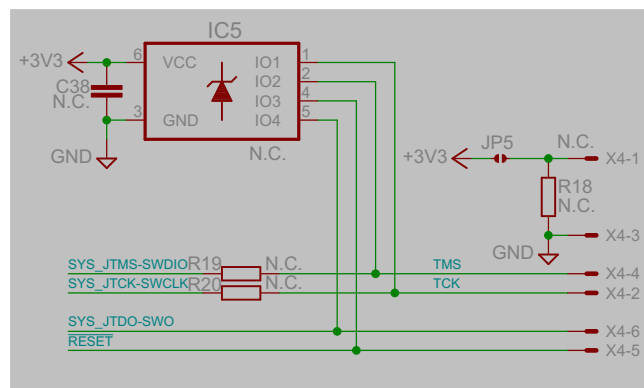 IC5
+3V3
6
VCC
IO1
1
IO2
2
C38
N.C.
IO3
4
3
GND
IO4
5
GND
N.C.
+3V3
JP5
N.C.
X4-1
R18
N.C.
X4-3
GND
SYS_JTMS-SWDIO
R19
N.C.
TMS
X4-4
SYS_JTCK-SWCLK
R20
N.C.
TCK
X4-2
SYS_JTDO-SWO
X4-6
RESET
X4-5